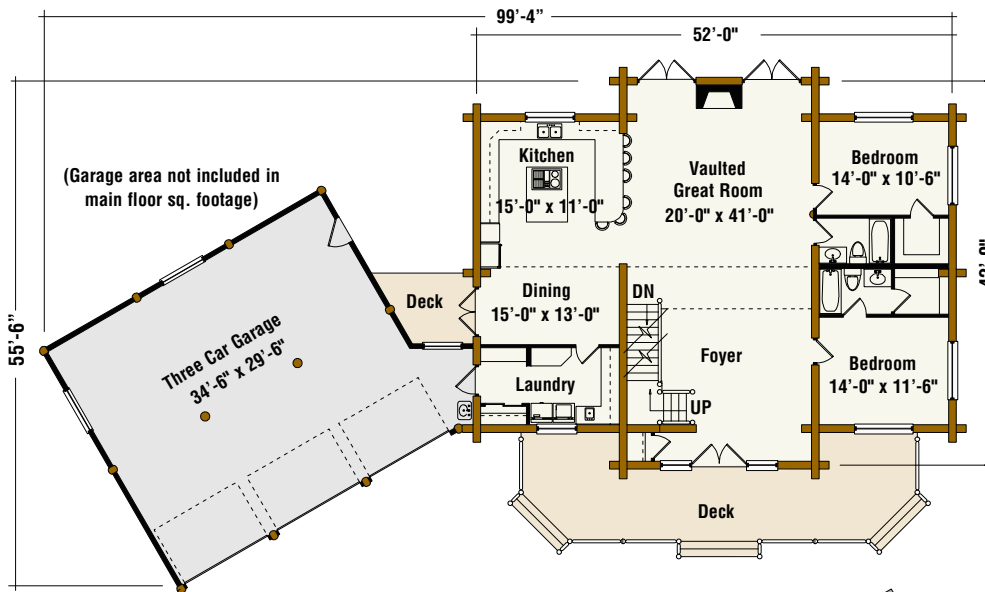 99’-4”
52’-0"
55’-6”
(Garage area not included in
main floor sq. footage)
Kitchen
15’-0" x 11’-0"
Vaulted
Great Room
20’-0" x 41’-0"
Bedroom
14’-0" x 10’-6"
Deck
Dining
15’-0" x 13’-0"
DN
Three Car Garage
34’-6" x 29’-6"
Laundry
Foyer
UP
Bedroom
14’-0" x 11’-6"
Deck